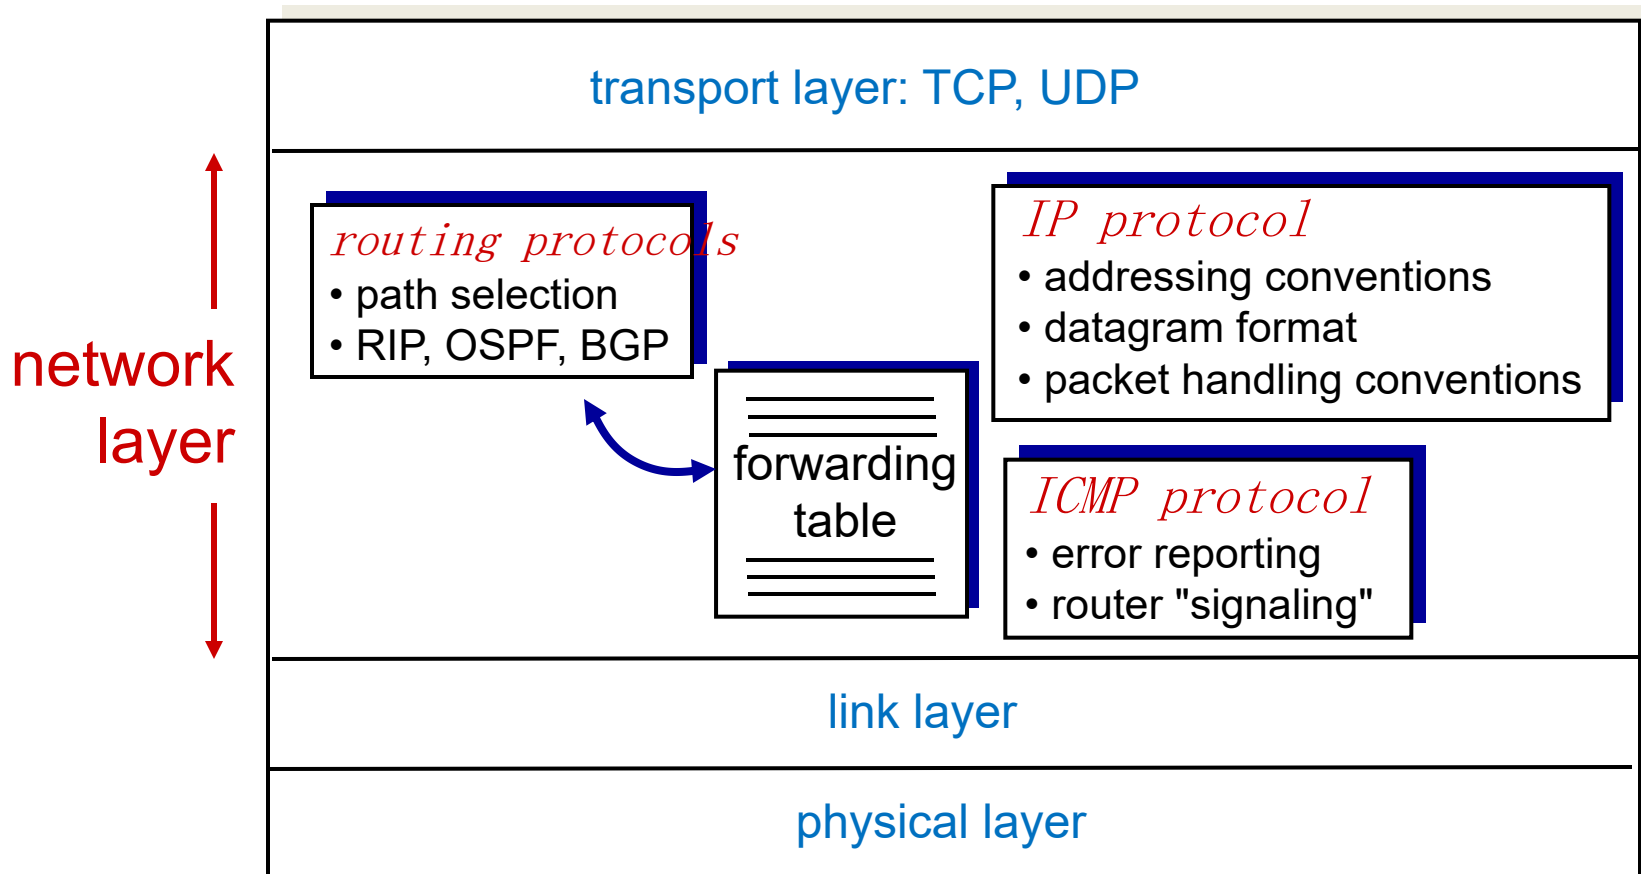 transport layer: TCP, UDP
network
layer
routing protocols
• path selection
• RIP, OSPF, BGP
forwarding
table
IP protocol
• addressing conventions
• datagram format
• packet handling conventions
ICMP protocol
• error reporting
• router "signaling"
link layer
physical layer